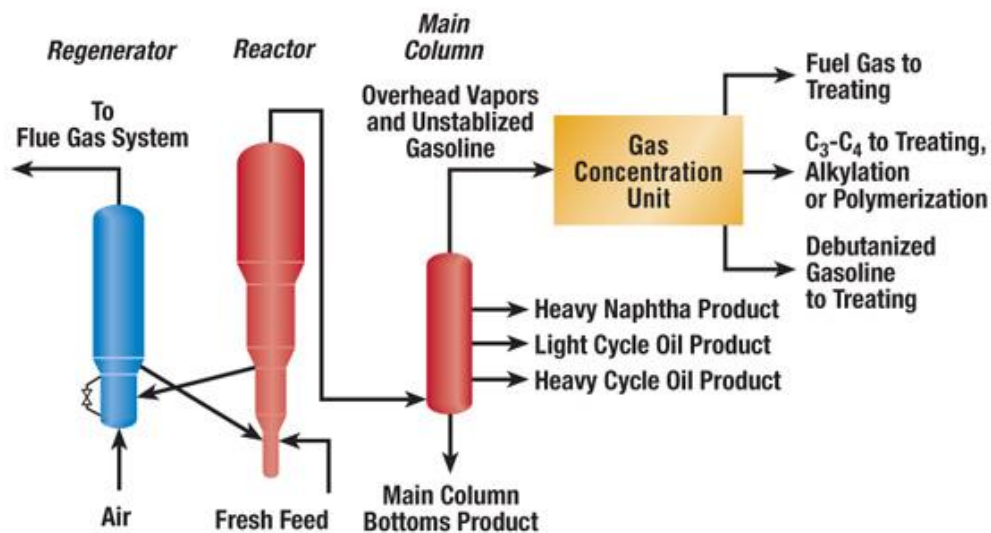 Regenerator
Reactor
Main
Column
To
Flue Gas System
Overhead Vapors
and Unstablized
Gasoline
Gas
Concentration
Unit
Fuel Gas to
Treating
C₃-C₄ to Treating,
Alkylation
or Polymerization
Debutanized
Gasoline
to Treating
Heavy Naphtha Product
Light Cycle Oil Product
Heavy Cycle Oil Product
Air
Fresh Feed
Main Column
Bottoms Product